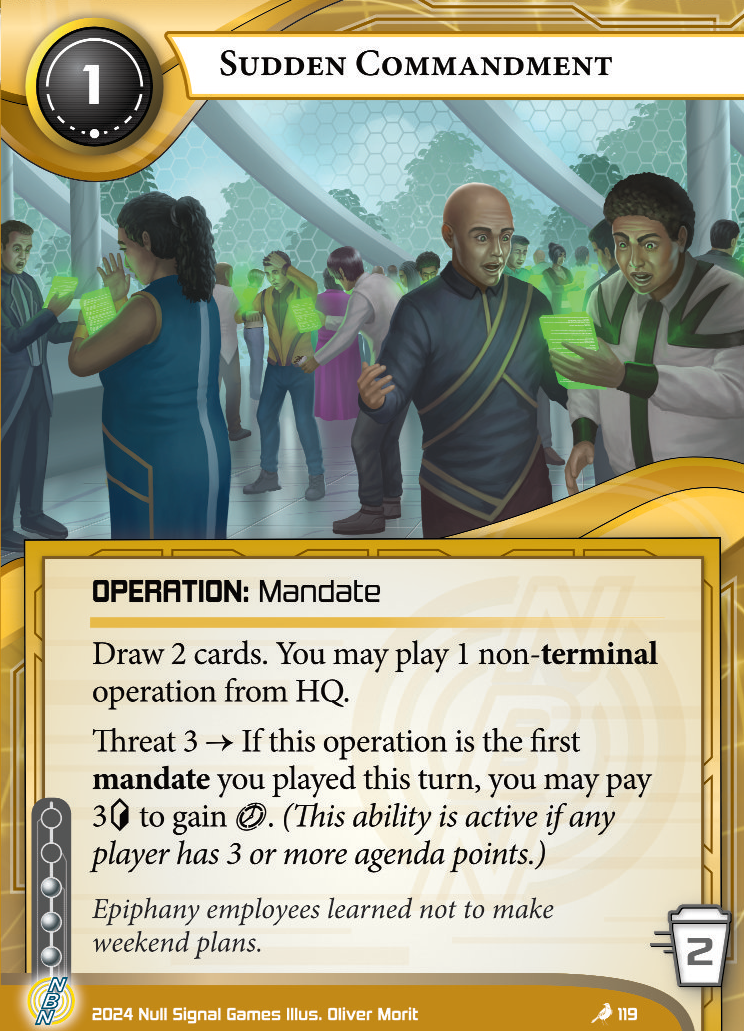 1
SUDDEN COMMANDMENT
OPERATION: Mandate
Draw 2 cards. You may play 1 non-terminal
operation from HQ.
Threat 3 → If this operation is the first
mandate you played this turn, you may pay
3 to gain . (This ability is active if any
player has 3 or more agenda points.)
Epiphany employees learned not to make
weekend plans.
2
NBN
2024 Null Signal Games Illus. Oliver Morit
119